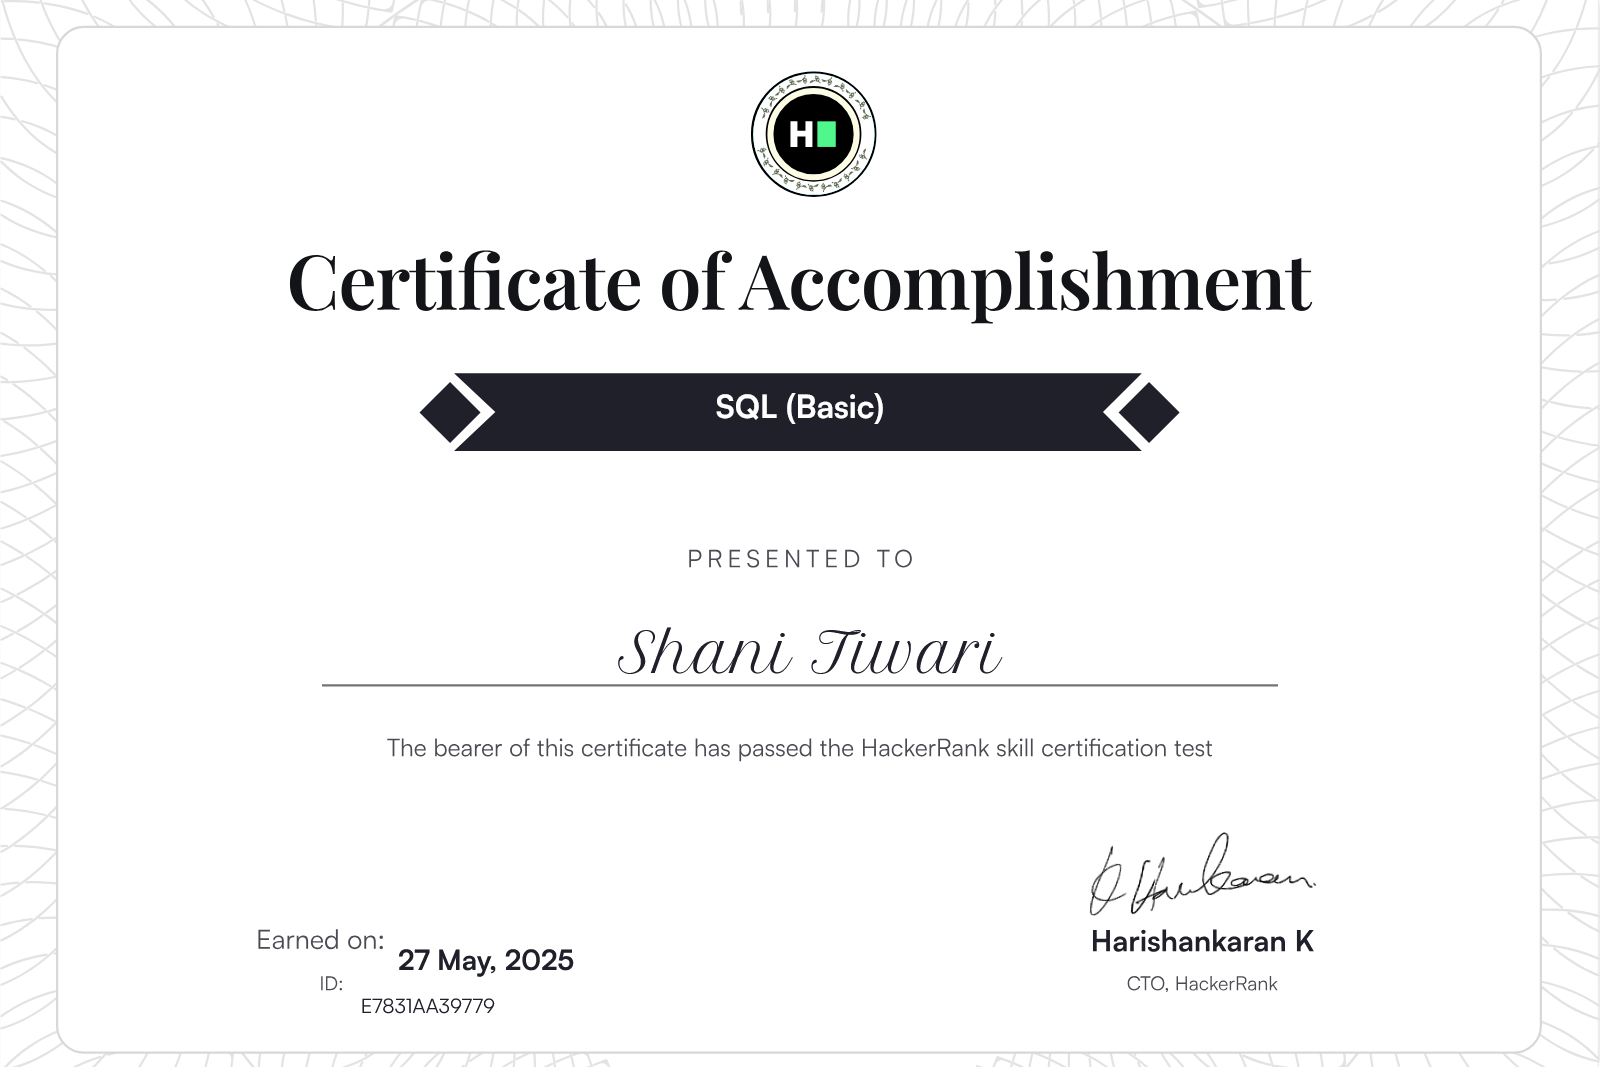 H
Certificate of Accomplishment
SQL (Basic)
PRESENTED TO
Shani Tiwari
The bearer of this certificate has passed the HackerRank skill certification test
Earned on:
27 May, 2025
ID:
E7831AA39779
Harishankaran K
CTO, HackerRank